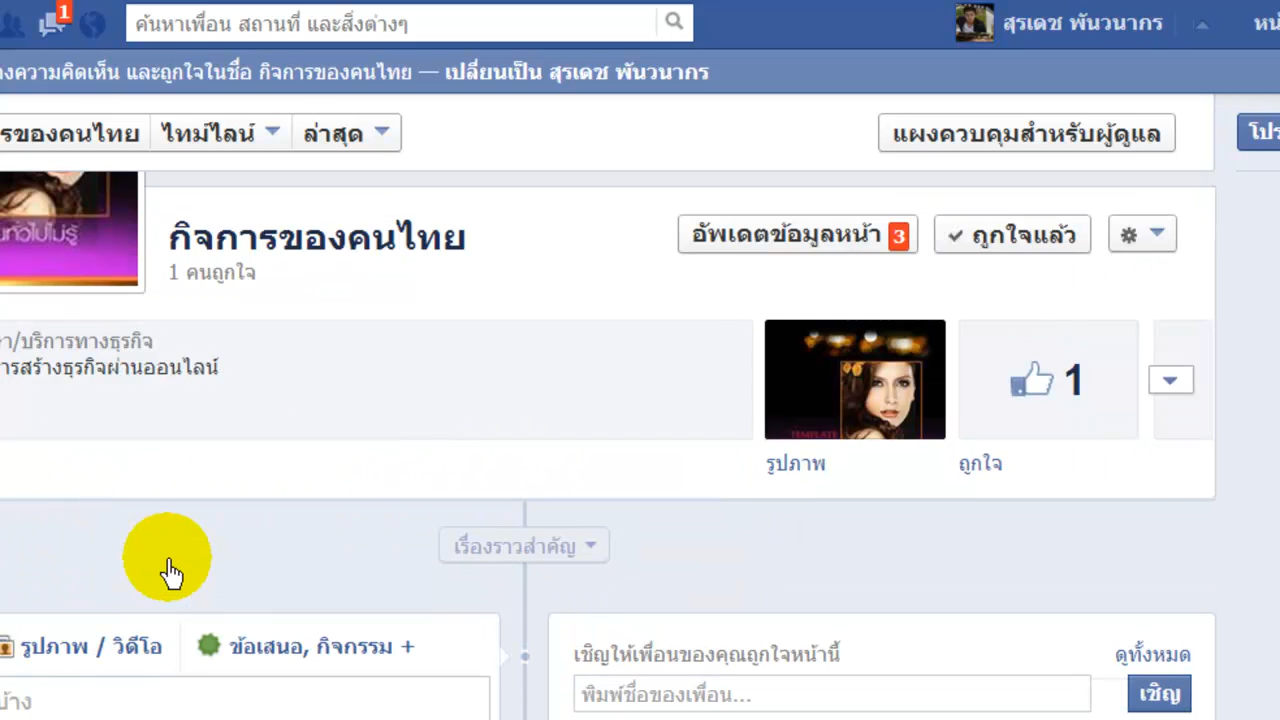 1
ค้นหาเพื่อน สถานที่ และสิ่งต่างๆ
สุรเดช พันวนากร
หน้
งความคิดเห็น และถูกใจในชื่อ กิจการของคนไทย — เปลี่ยนเป็น สุรเดช พันวนากร
รของคนไทย
ไทม์ไลน์
ล่าสุด
แผงควบคุมสำหรับผู้ดูแล
โปร
กิจการของคนไทย
อัพเดตข้อมูลหน้า 3
ถูกใจแล้ว
1 คนถูกใจ
า/บริการทางธุรกิจ
ารสร้างธุรกิจผ่านออนไลน์
1
TEMPLATE
รูปภาพ
ถูกใจ
เรื่องราวสำคัญ
รูปภาพ / วิดีโอ
ข้อเสนอ, กิจกรรม +
เชิญให้เพื่อนของคุณถูกใจหน้านี้
ดูทั้งหมด
บ้าง
พิมพ์ชื่อของเพื่อน...
เชิญ